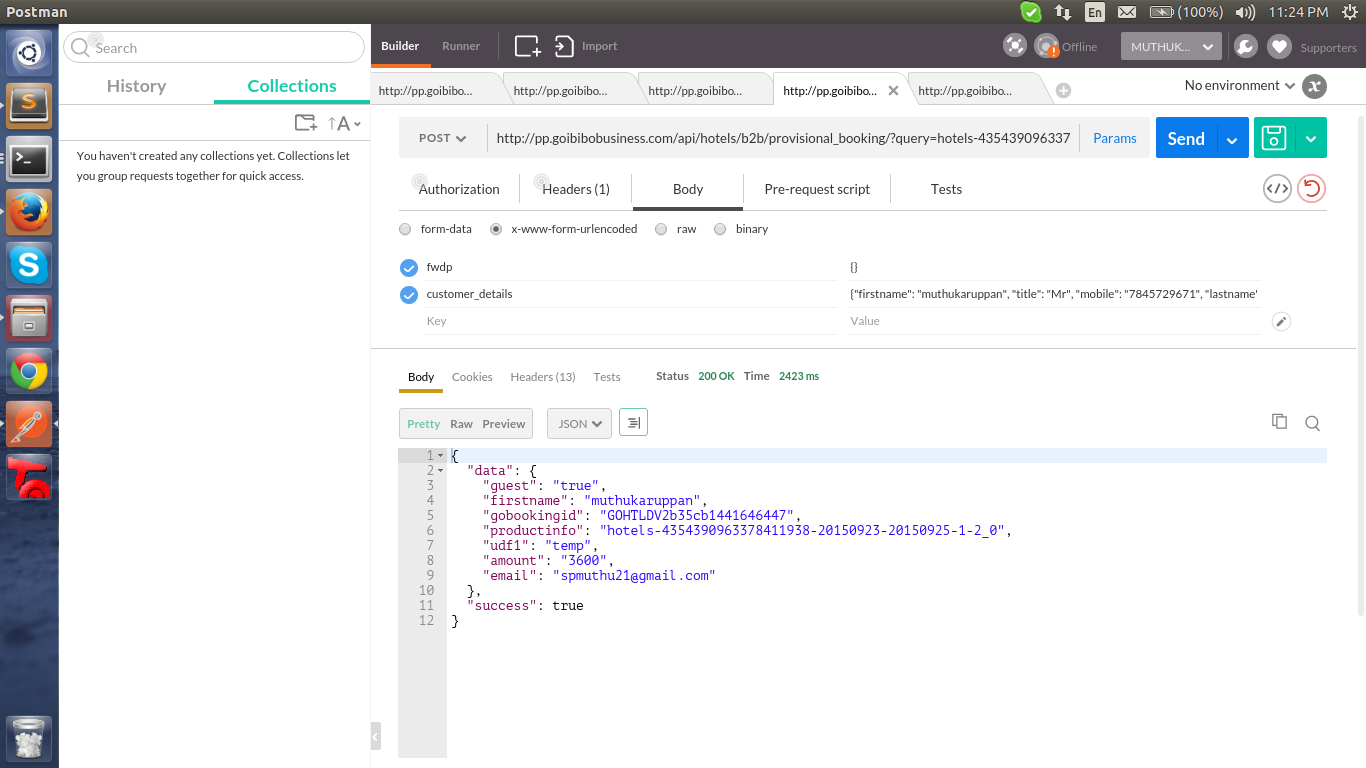 Postman
En (100%) 11:24 PM
Search
History Collections
You haven't created any collections yet. Collections let
you group requests together for quick access.
Builder Runner Import Offline MUTHUK... Supporters
http://pp.goibibo... http://pp.goibibo... http://pp.goibibo... http://pp.goibibo... http://pp.goibibo... No environment
POST http://pp.goibibobusiness.com/api/hotels/b2b/provisional_booking/?query=hotels-435439096337 Params Send
Authorization Headers (1) Body Pre-request script Tests
form-data x-www-form-urlencoded raw binary
fwdp {}
customer_details {"firstname": "muthukaruppan", "title": "Mr", "mobile": "7845729671", "lastname"
Key Value
Body Cookies Headers (13) Tests Status 200 OK Time 2423 ms
Pretty Raw Preview JSON
1 {
2 "data": {
3 "guest": "true",
4 "firstname": "muthukaruppan",
5 "gobookingid": "GOHTLDV2b35cb1441646447",
6 "productinfo": "hotels-4354390963378411938-20150923-20150925-1-2_0",
7 "udf1": "temp",
8 "amount": "3600",
9 "email": "spmuthu21@gmail.com"
10 },
11 "success": true
12 }